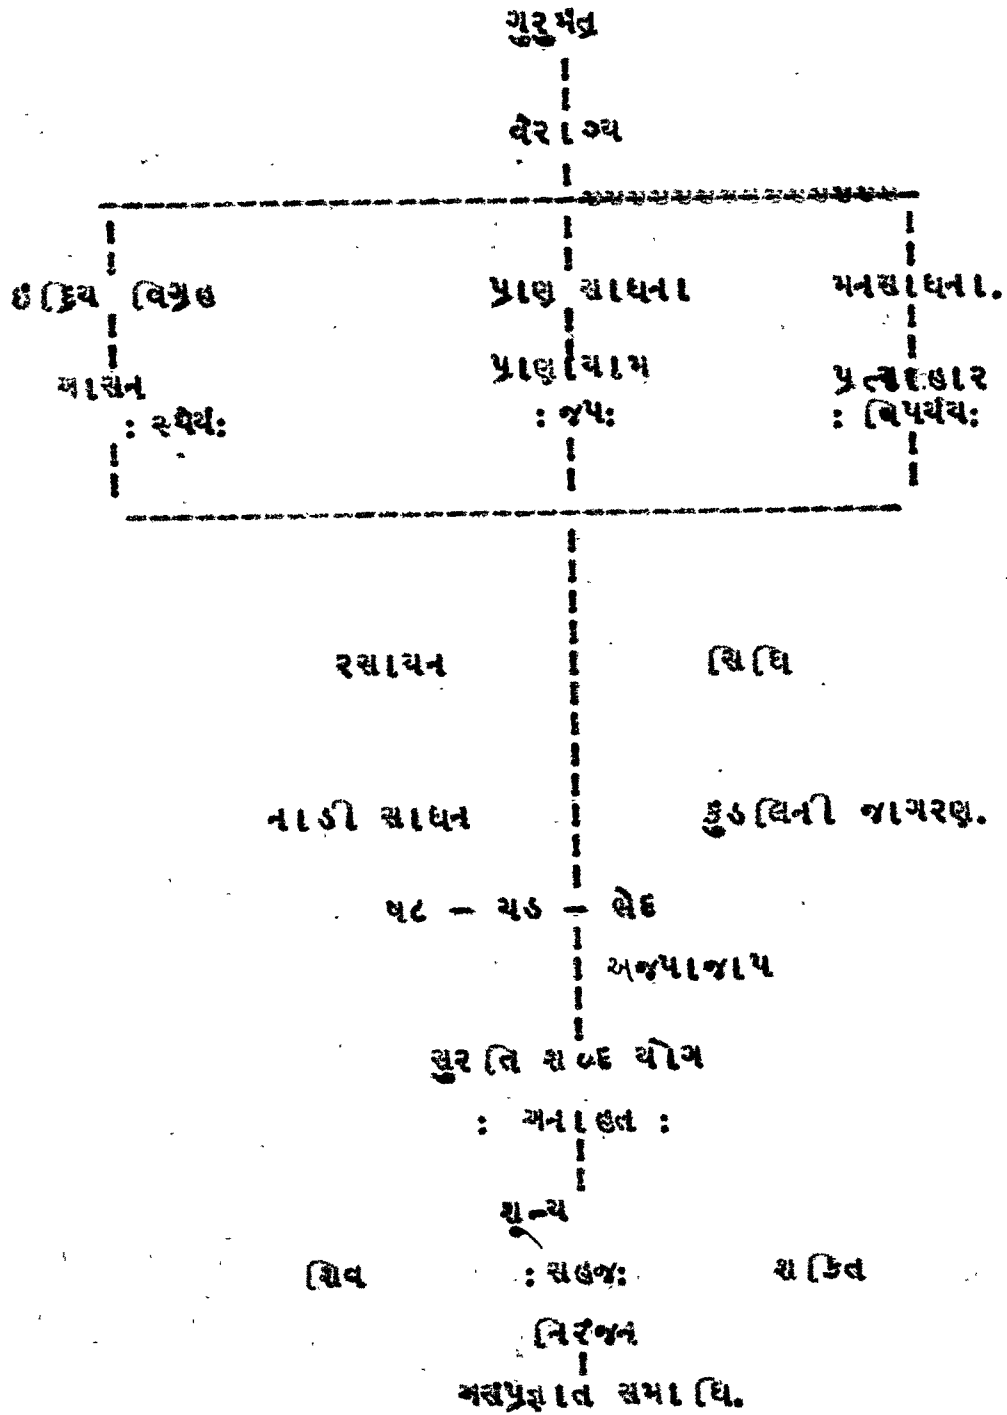 ગુરુમંત્ર
વૈરાગ્ય
ઇંદ્રિય વિગ્રહ પ્રાણ સાધના મનસાધના.
આસન પ્રાણાયામ પ્રત્યાહાર
: સ્થૈર્ય: : જપ: : વિપર્યય:
રસાયન સિધિ
નાડી સાધન કુડલિની જાગરણ.
ષટ - ચક્ર - ભેદ
અજપાજાપ
સુરતિ શબ્દ યોગ
: અનાહત :
શૂન્ય
શિવ : સહજ: શકિત
નિરંજન
અસંપ્રજ્ઞાત સમાધિ.